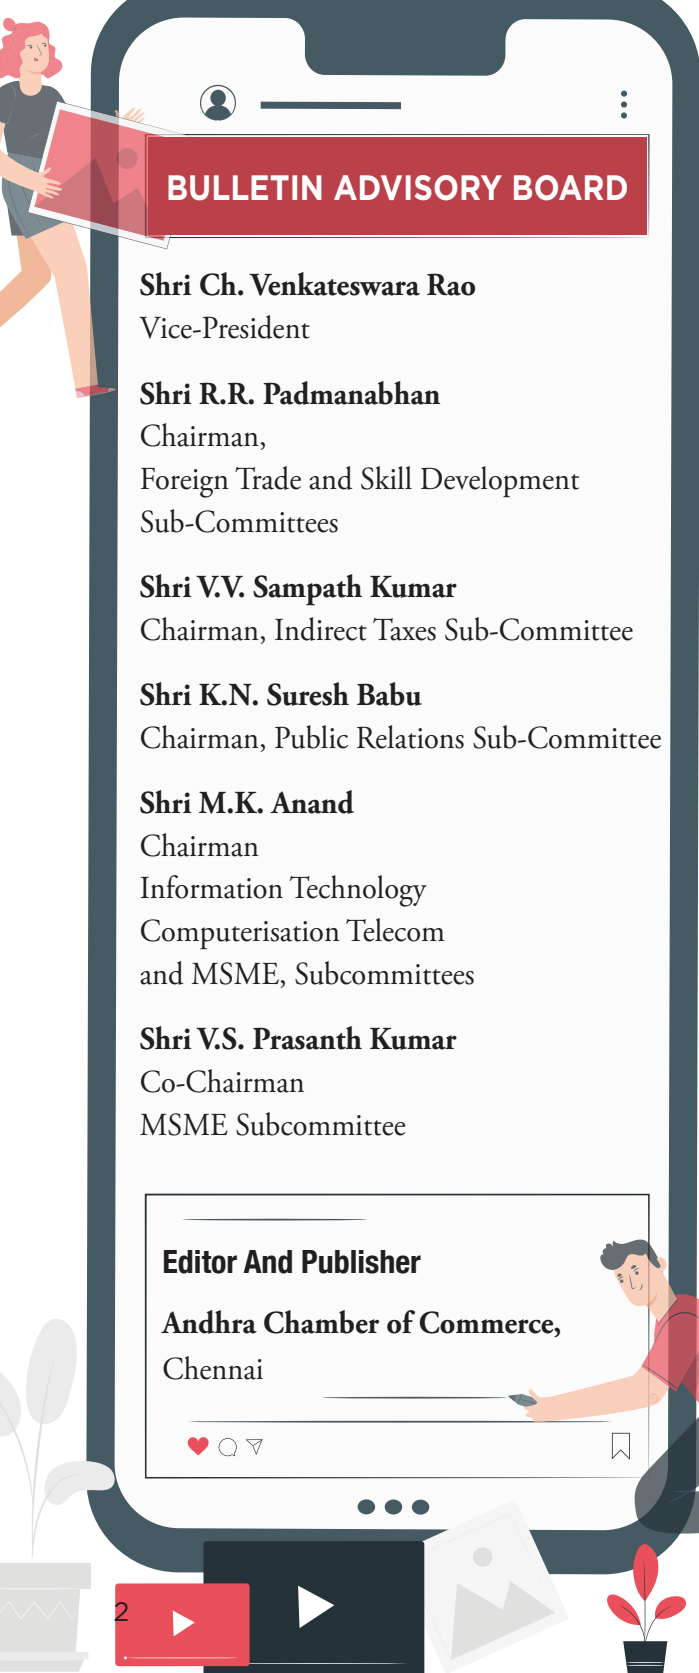 BULLETIN ADVISORY BOARD
Shri Ch. Venkateswara Rao
Vice-President
Shri R.R. Padmanabhan
Chairman,
Foreign Trade and Skill Development
Sub-Committees
Shri V.V. Sampath Kumar
Chairman, Indirect Taxes Sub-Committee
Shri K.N. Suresh Babu
Chairman, Public Relations Sub-Committee
Shri M.K. Anand
Chairman
Information Technology
Computerisation Telecom
and MSME, Subcommittees
Shri V.S. Prasanth Kumar
Co-Chairman
MSME Subcommittee
Editor And Publisher
Andhra Chamber of Commerce,
Chennai
2